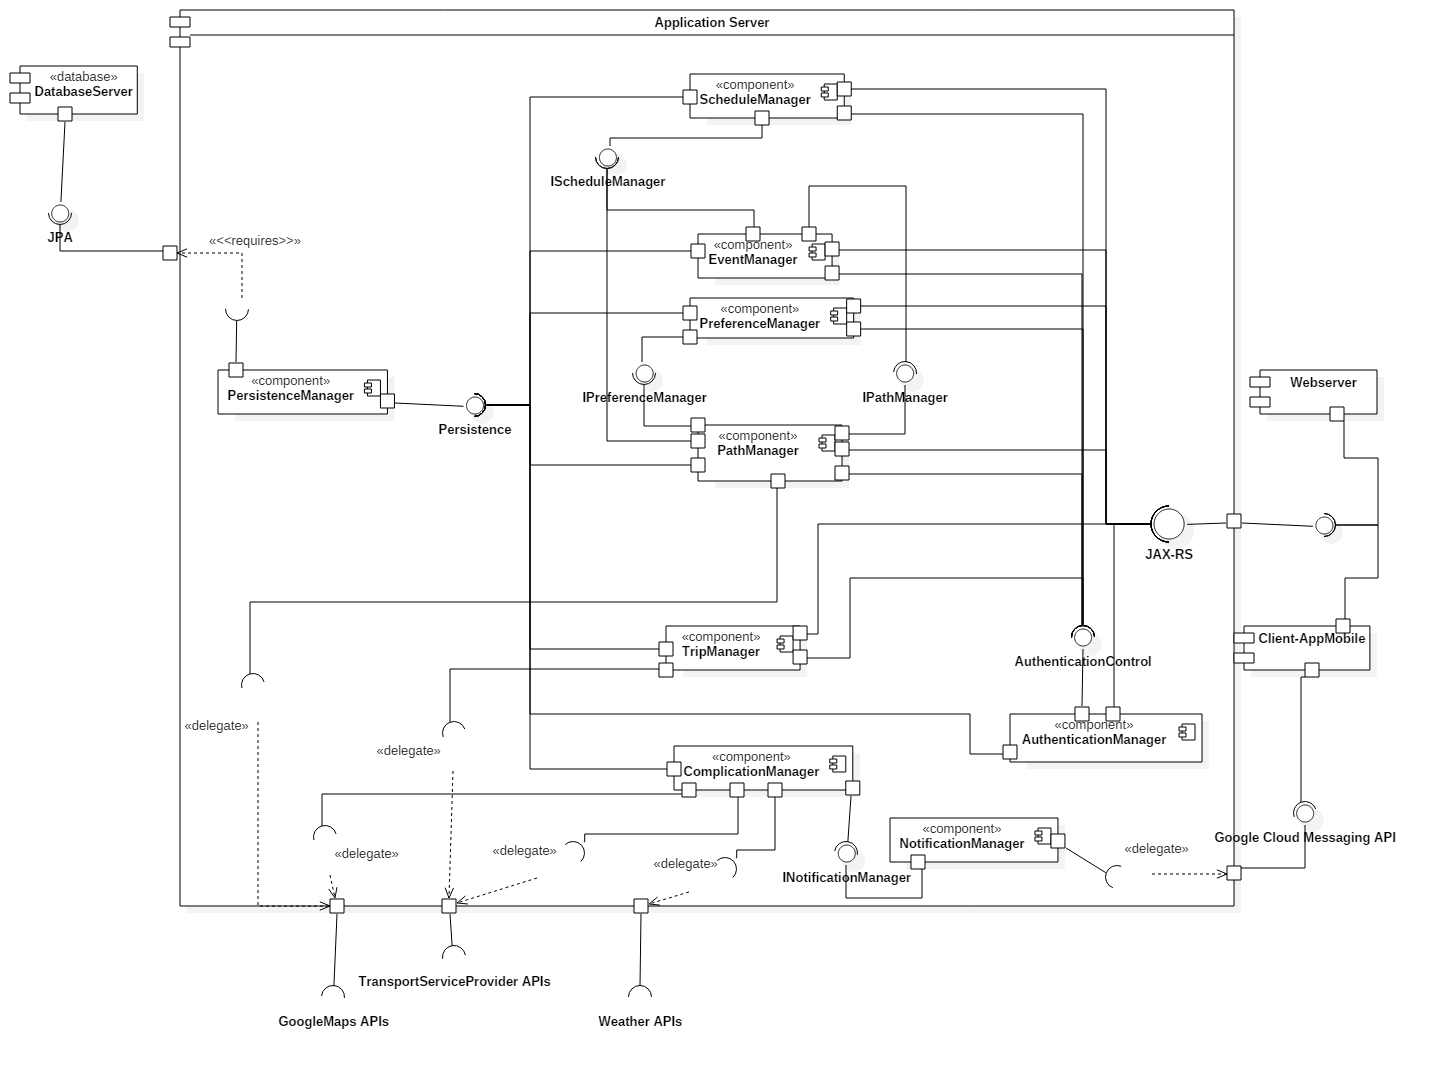 Application Server
«database»
DatabaseServer
«component»
ScheduleManager
IScheduleManager
JPA
«<<requires>>»
«component»
EventManager
«component»
PreferenceManager
«component»
PersistenceManager
Persistence
IPreferenceManager
IPathManager
Webserver
«component»
PathManager
JAX-RS
«component»
TripManager
AuthenticationControl
Client-AppMobile
«delegate»
«delegate»
«component»
AuthenticationManager
«component»
ComplicationManager
«delegate»
«delegate»
«delegate»
INotificationManager
«component»
NotificationManager
«delegate»
Google Cloud Messaging API
TransportServiceProvider APIs
GoogleMaps APIs
Weather APIs